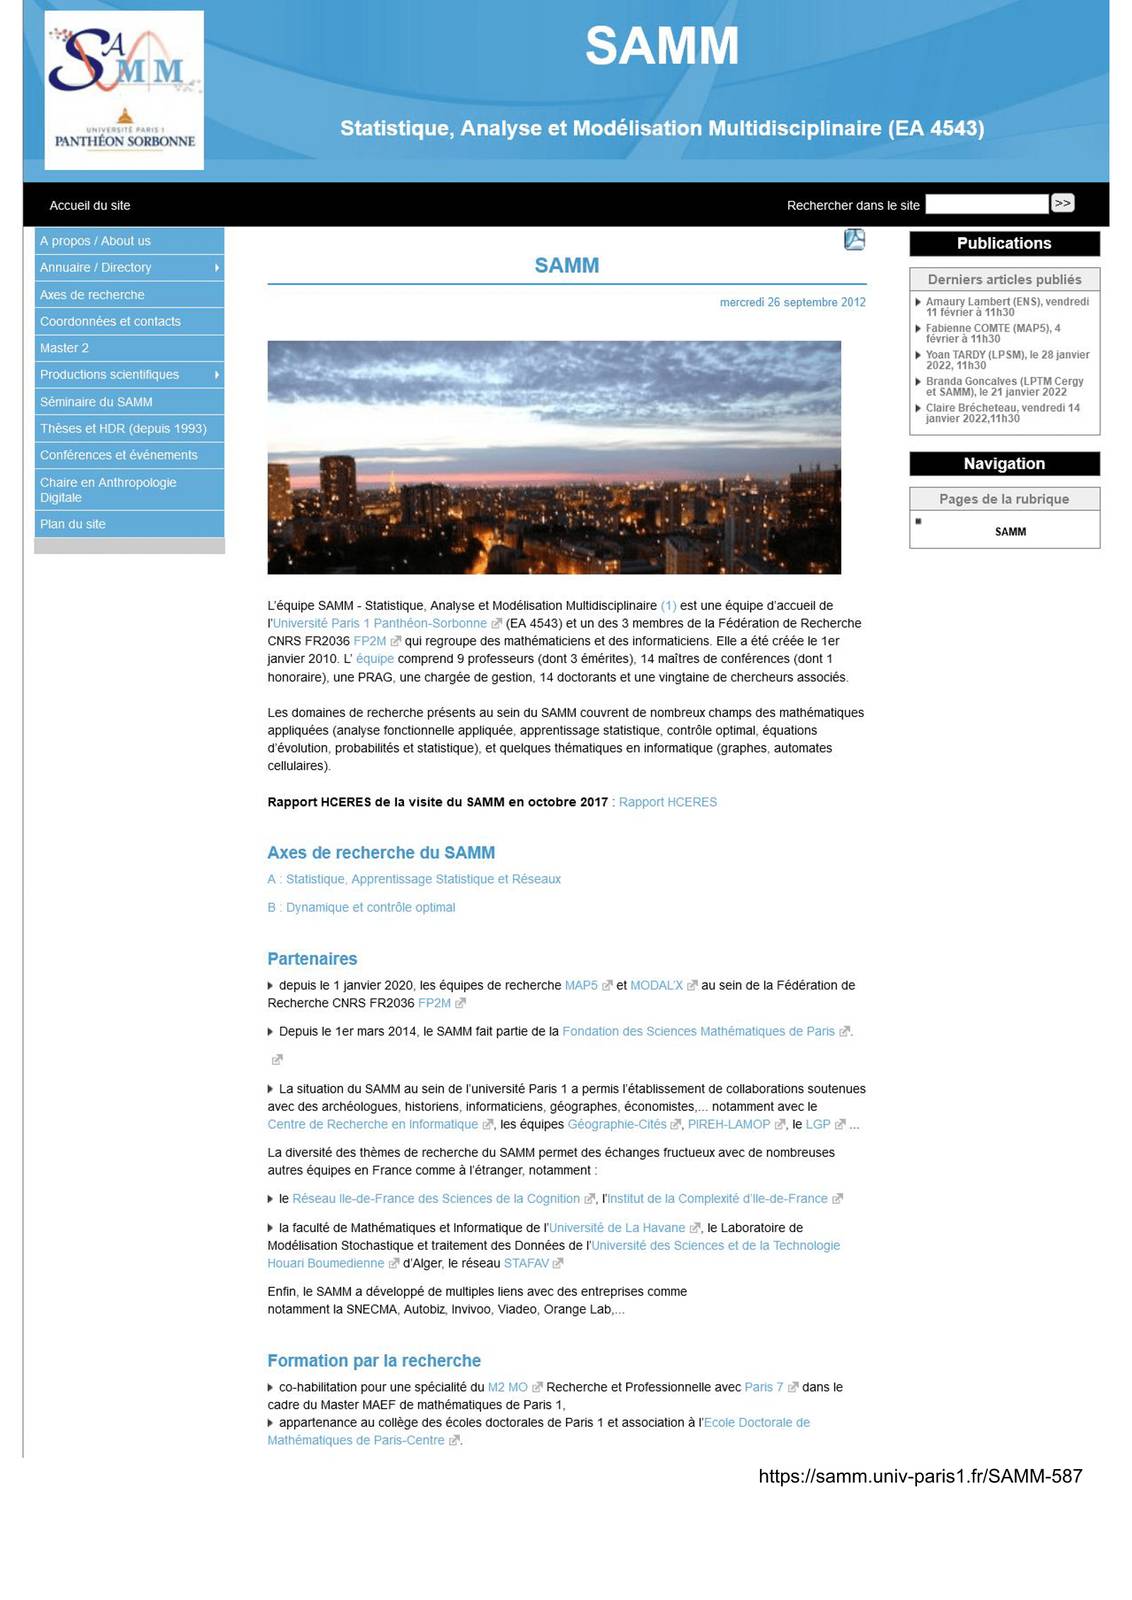 SAMM
UNIVERSITÉ PARIS 1
PANTHÉON SORBONNE
SAMM
Statistique, Analyse et Modélisation Multidisciplinaire (EA 4543)
Accueil du site
Rechercher dans le site
>>
A propos / About us
Annuaire / Directory
Axes de recherche
Coordonnées et contacts
Master 2
Productions scientifiques
Séminaire du SAMM
Thèses et HDR (depuis 1993)
Conférences et événements
Chaire en Anthropologie
Digitale
Plan du site
SAMM
mercredi 26 septembre 2012
L'équipe SAMM - Statistique, Analyse et Modélisation Multidisciplinaire (1) est une équipe d'accueil de
l'Université Paris 1 Panthéon-Sorbonne (EA 4543) et un des 3 membres de la Fédération de Recherche
CNRS FR2036 FP2M qui regroupe des mathématiciens et des informaticiens. Elle a été créée le 1er
janvier 2010. L' équipe comprend 9 professeurs (dont 3 émérites), 14 maîtres de conférences (dont 1
honoraire), une PRAG, une chargée de gestion, 14 doctorants et une vingtaine de chercheurs associés.
Les domaines de recherche présents au sein du SAMM couvrent de nombreux champs des mathématiques
appliquées (analyse fonctionnelle appliquée, apprentissage statistique, contrôle optimal, équations
d'évolution, probabilités et statistique), et quelques thématiques en informatique (graphes, automates
cellulaires).
Rapport HCERES de la visite du SAMM en octobre 2017 : Rapport HCERES
Axes de recherche du SAMM
A : Statistique, Apprentissage Statistique et Réseaux
B : Dynamique et contrôle optimal
Partenaires
depuis le 1 janvier 2020, les équipes de recherche MAP5 et MODAL'X au sein de la Fédération de
Recherche CNRS FR2036 FP2M
Depuis le 1er mars 2014, le SAMM fait partie de la Fondation des Sciences Mathématiques de Paris.
La situation du SAMM au sein de l'université Paris 1 a permis l'établissement de collaborations soutenues
avec des archéologues, historiens, informaticiens, géographes, économistes,... notamment avec le
Centre de Recherche en Informatique, les équipes Géographie-Cités, PIREH-LAMOP, le LGP ...
La diversité des thèmes de recherche du SAMM permet des échanges fructueux avec de nombreuses
autres équipes en France comme à l'étranger, notamment :
le Réseau Ile-de-France des Sciences de la Cognition, l'Institut de la Complexité d'Ile-de-France
la faculté de Mathématiques et Informatique de l'Université de La Havane, le Laboratoire de
Modélisation Stochastique et traitement des Données de l'Université des Sciences et de la Technologie
Houari Boumedienne d'Alger, le réseau STAFAV
Enfin, le SAMM a développé de multiples liens avec des entreprises comme
notamment la SNECMA, Autobiz, Invivoo, Viadeo, Orange Lab,...
Formation par la recherche
co-habilitation pour une spécialité du M2 MO Recherche et Professionnelle avec Paris 7 dans le
cadre du Master MAEF de mathématiques de Paris 1,
appartenance au collège des écoles doctorales de Paris 1 et association à l'Ecole Doctorale de
Mathématiques de Paris-Centre.
Publications
Derniers articles publiés
Amaury Lambert (ENS), vendredi
11 février à 11h30
Fabienne COMTE (MAP5), 4
février à 11h30
Yoan TARDY (LPSM), le 28 janvier
2022, 11h30
Branda Goncalves (LPTM Cergy
et SAMM), le 21 janvier 2022
Claire Brécheteau, vendredi 14
janvier 2022,11h30
Navigation
Pages de la rubrique
SAMM
https://samm.univ-paris1.fr/SAMM-587